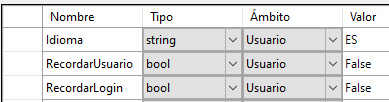 Nombre Tipo Ámbito Valor
Idioma string Usuario ES
RecordarUsuario bool Usuario False
RecordarLogin bool Usuario False